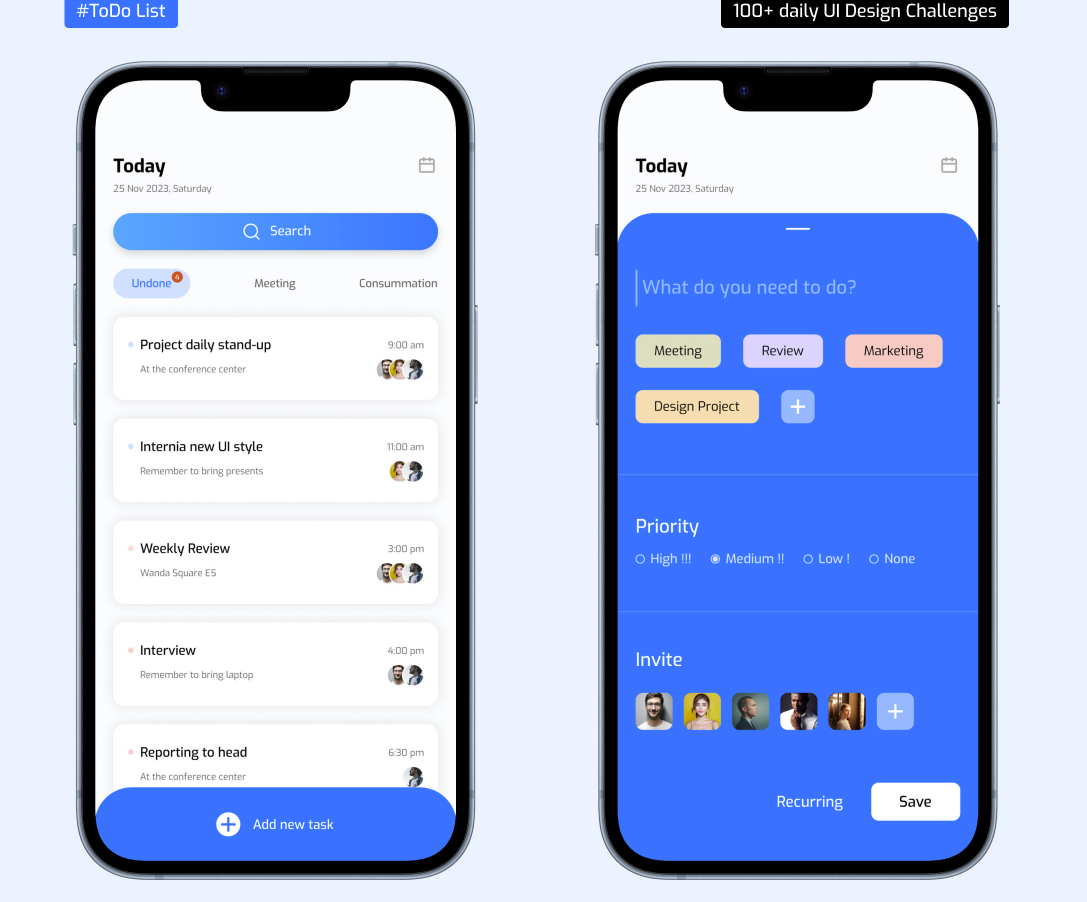 #ToDo List
100+ daily UI Design Challenges
Today
25 Nov 2023, Saturday
Search
Undone 4
Meeting
Consummation
Project daily stand-up
9:00 am
At the conference center
Internia new UI style
11:00 am
Remember to bring presents
Weekly Review
3:00 pm
Wanda Square E5
Interview
4:00 pm
Remember to bring laptop
Reporting to head
6:30 pm
At the conference center
Add new task
Today
25 Nov 2023, Saturday
What do you need to do?
Meeting
Review
Marketing
Design Project
Priority
High !!!
Medium !!
Low !
None
Invite
Recurring
Save